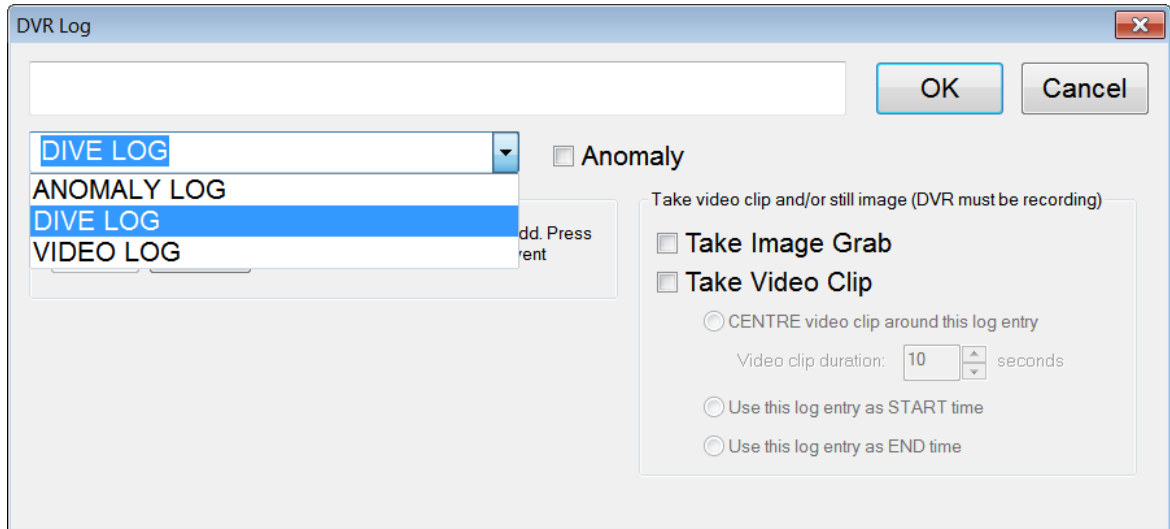 DVR Log
OK Cancel
DIVE LOG
Anomaly
ANOMALY LOG
DIVE LOG
VIDEO LOG
dd. Press
vent
Take video clip and/or still image (DVR must be recording)
Take Image Grab
Take Video Clip
CENTRE video clip around this log entry
Video clip duration: 10 seconds
Use this log entry as START time
Use this log entry as END time